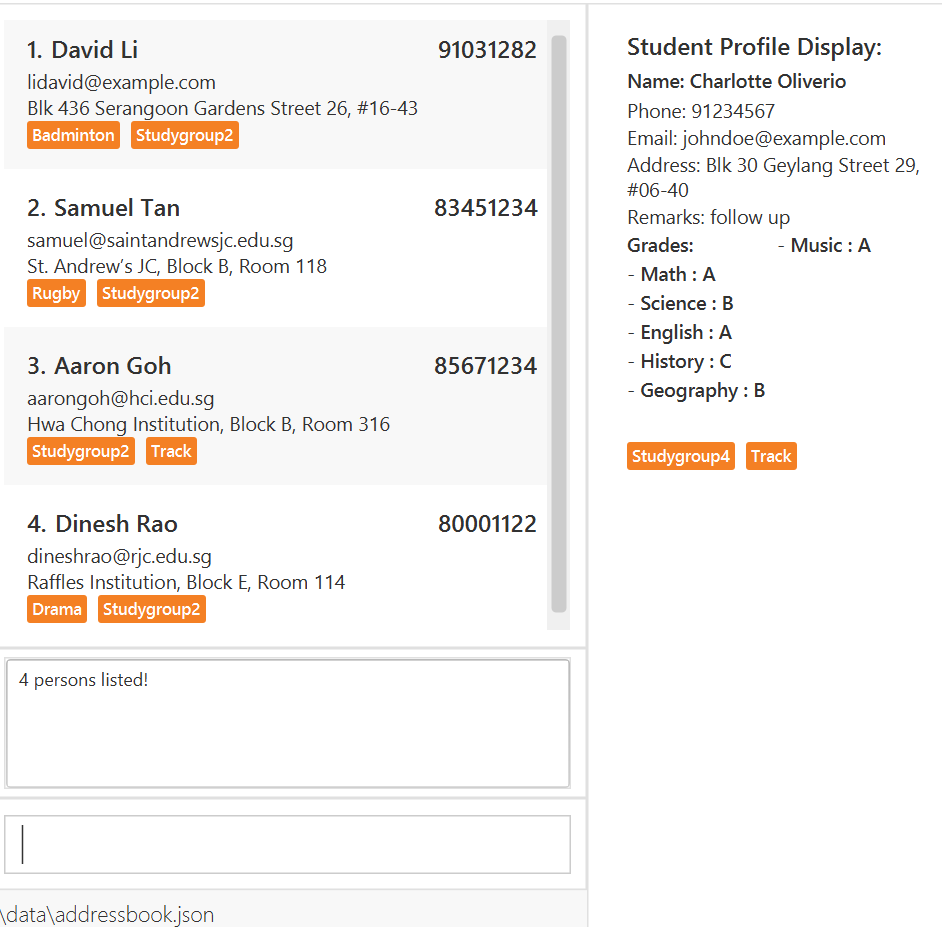 1. David Li 91031282
lidavid@example.com
Blk 436 Serangoon Gardens Street 26, #16-43
Badminton Studygroup2
2. Samuel Tan 83451234
samuel@saintandrewsjc.edu.sg
St. Andrew’s JC, Block B, Room 118
Rugby Studygroup2
3. Aaron Goh 85671234
aarongoh@hci.edu.sg
Hwa Chong Institution, Block B, Room 316
Studygroup2 Track
4. Dinesh Rao 80001122
dineshrao@rjc.edu.sg
Raffles Institution, Block E, Room 114
Drama Studygroup2
4 persons listed!
\data\addressbook.json
Student Profile Display:
Name: Charlotte Oliverio
Phone: 91234567
Email: johndoe@example.com
Address: Blk 30 Geylang Street 29,
#06-40
Remarks: follow up
Grades: - Music : A
- Math : A
- Science : B
- English : A
- History : C
- Geography : B
Studygroup4 Track